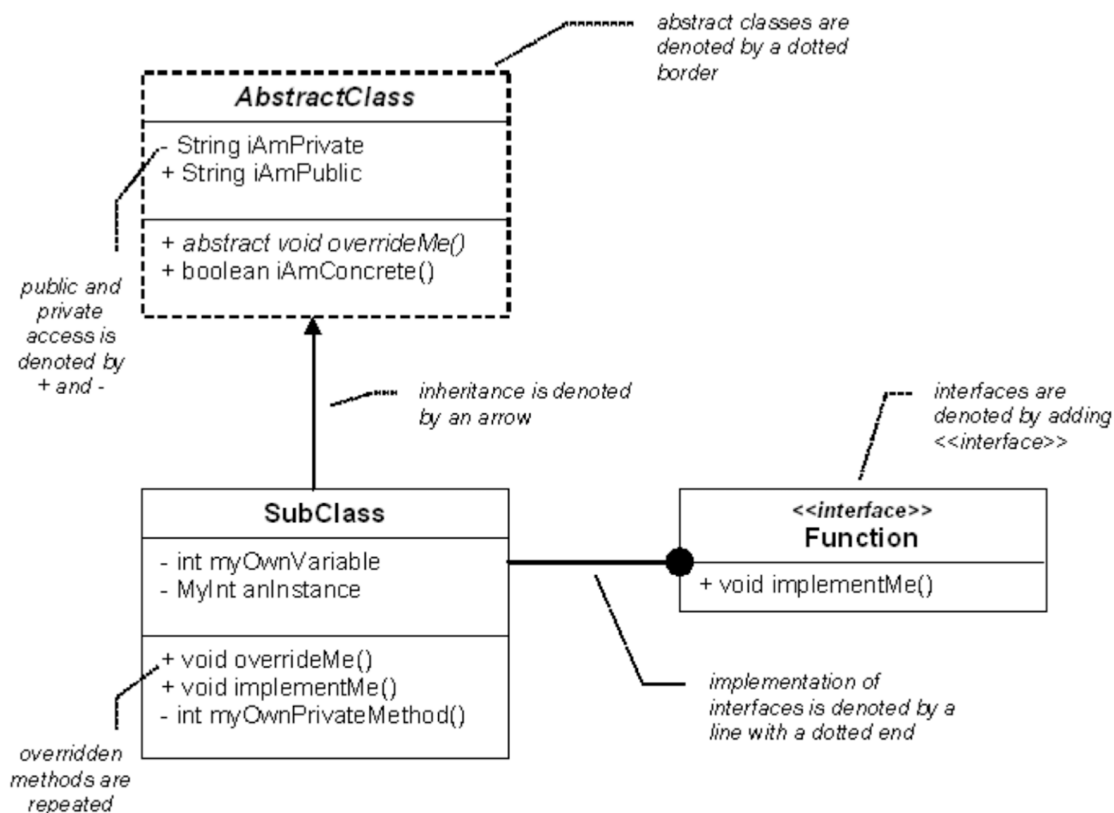 abstract classes are
denoted by a dotted
border
AbstractClass
- String iAmPrivate
+ String iAmPublic
+ abstract void overrideMe()
+ boolean iAmConcrete()
public and
private
access is
denoted by
+ and -
inheritance is denoted
by an arrow
interfaces are
denoted by adding
<<interface>>
SubClass
- int myOwnVariable
- MyInt anInstance
+ void overrideMe()
+ void implementMe()
- int myOwnPrivateMethod()
<<interface>>
Function
+ void implementMe()
implementation of
interfaces is denoted by a
line with a dotted end
overridden
methods are
repeated